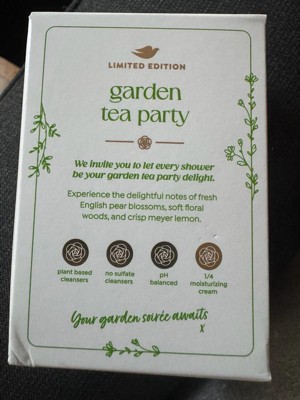 LIMITED EDITION
garden
tea party
We invite you to let every shower
be your garden tea party delight.
Experience the delightful notes of fresh
English pear blossoms, soft floral
woods, and crisp meyer lemon.
plant based
cleansers
no sulfate
cleansers
pH
balanced
1/4
moisturizing
cream
Your garden soirée awaits
x